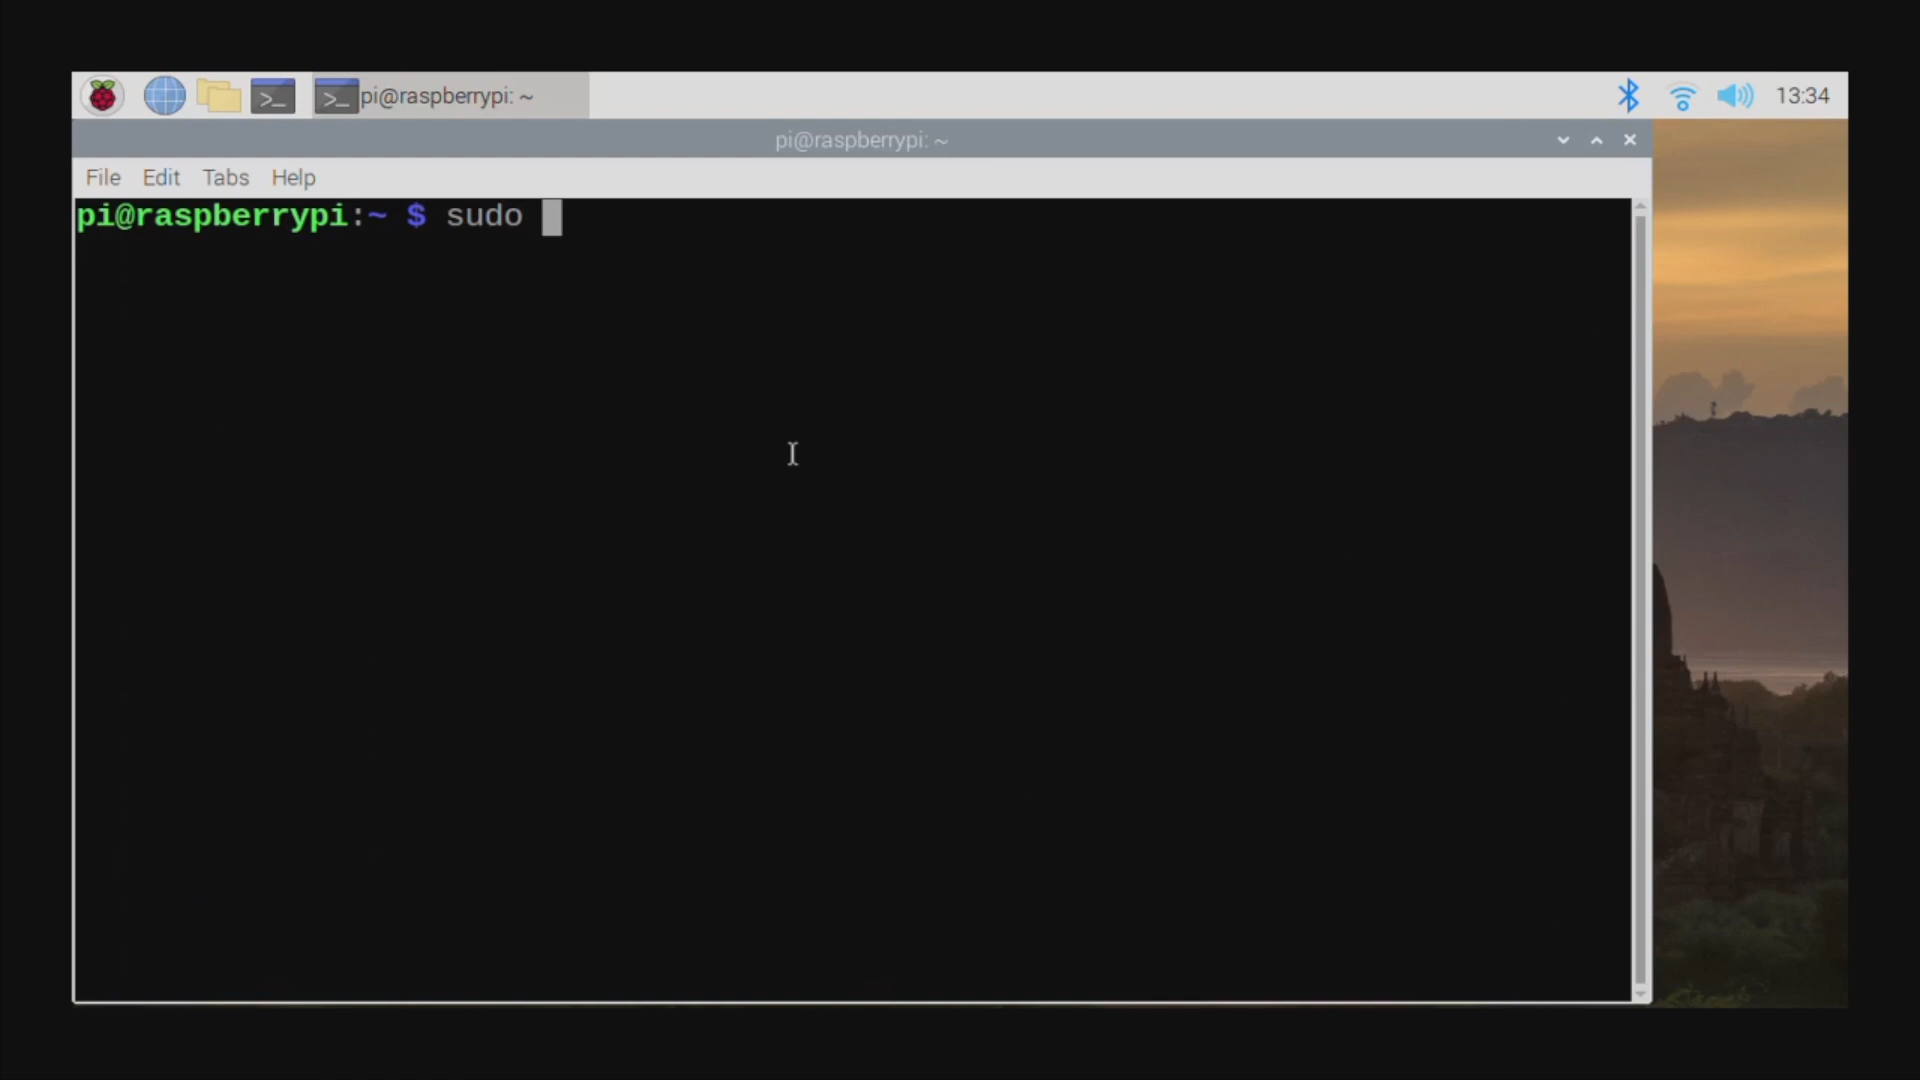 pi@raspberrypi: ~
13:34
pi@raspberrypi: ~
File Edit Tabs Help
pi@raspberrypi:~ $ sudo